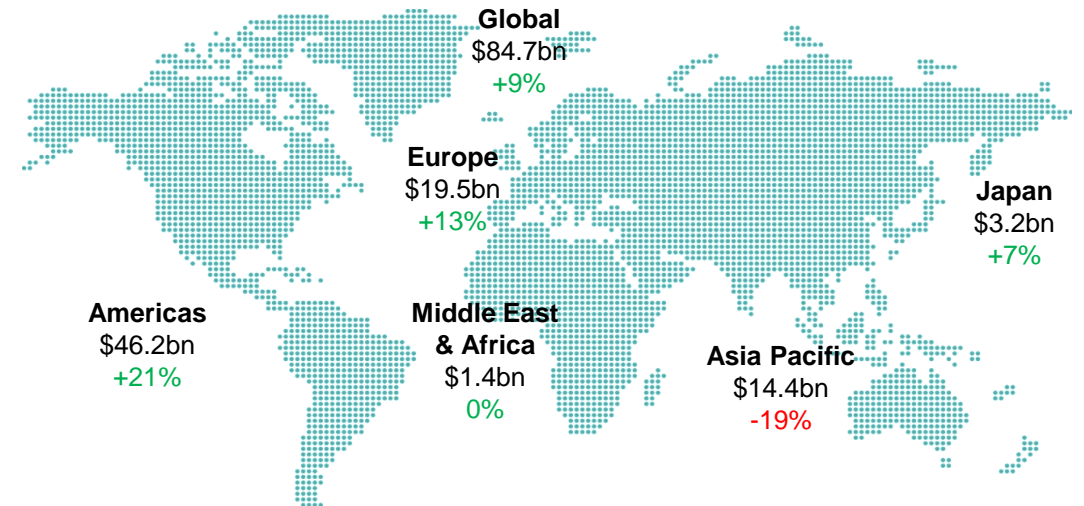 Global
$84.7bn
+9%
Europe
$19.5bn
+13%
Japan
$3.2bn
+7%
Americas
$46.2bn
+21%
Middle East
& Africa
$1.4bn
0%
Asia Pacific
$14.4bn
-19%